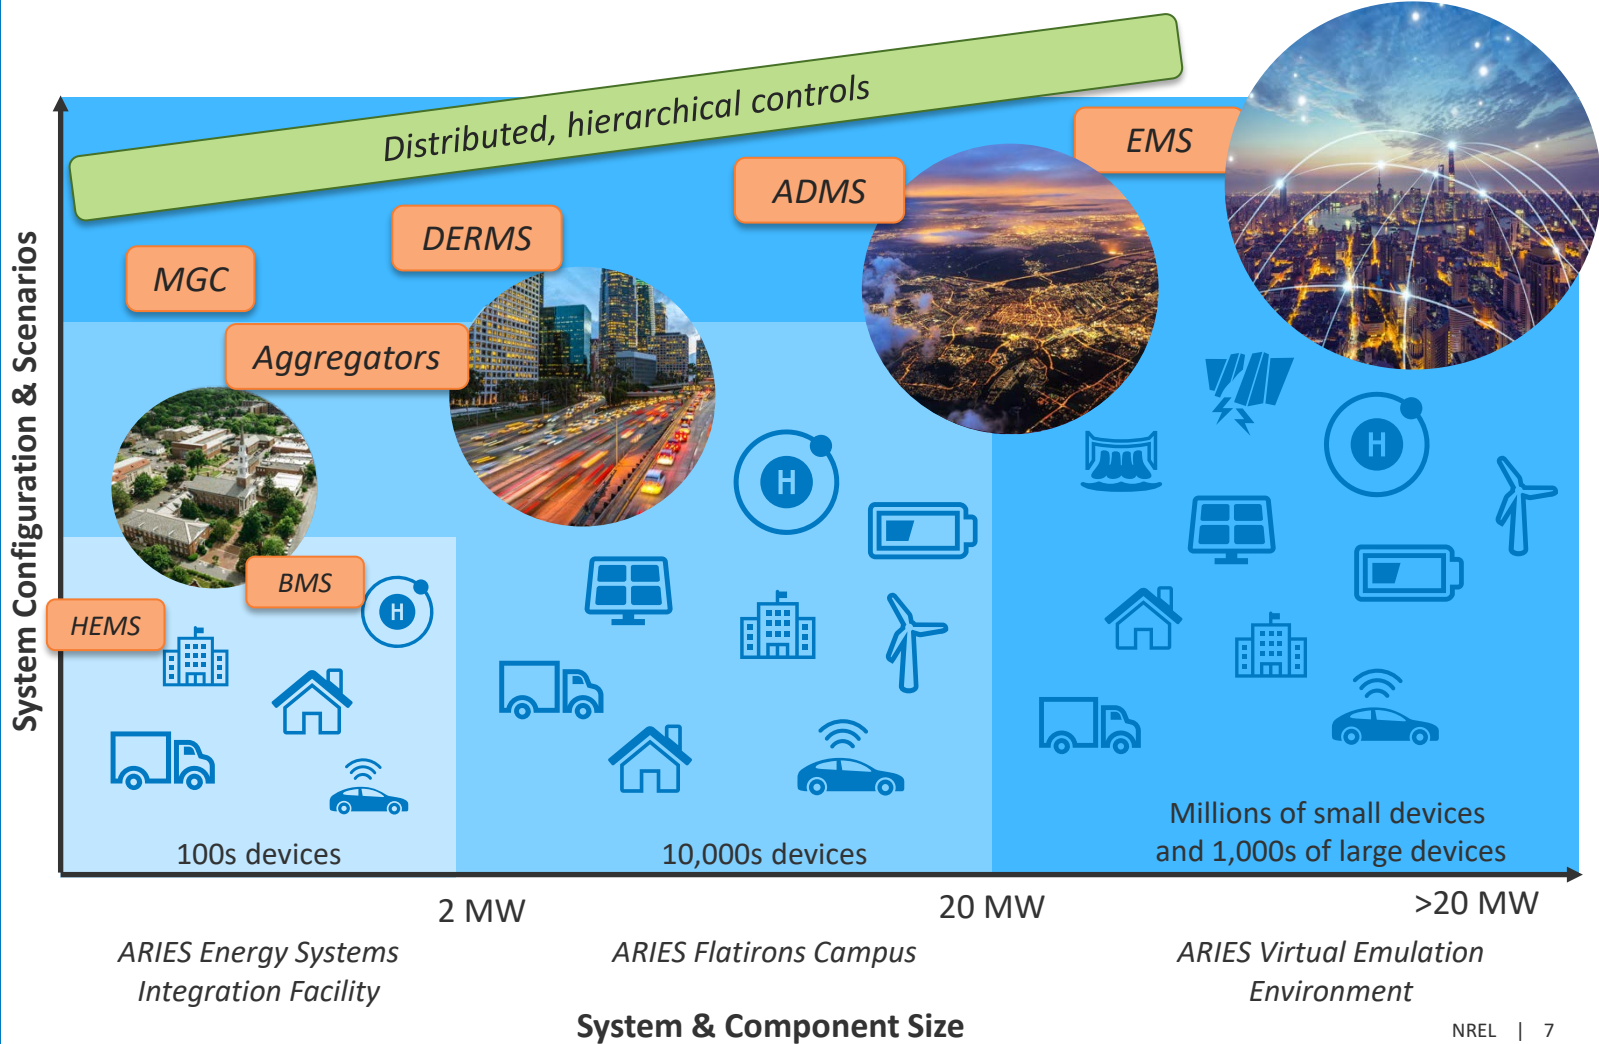 Distributed, hierarchical controls
EMS
ADMS
DERMS
MGC
Aggregators
BMS
HEMS
H
H
H
System Configuration & Scenarios
100s devices
10,000s devices
Millions of small devices
and 1,000s of large devices
2 MW
20 MW
>20 MW
ARIES Energy Systems
Integration Facility
ARIES Flatirons Campus
ARIES Virtual Emulation
Environment
System & Component Size
NREL | 7